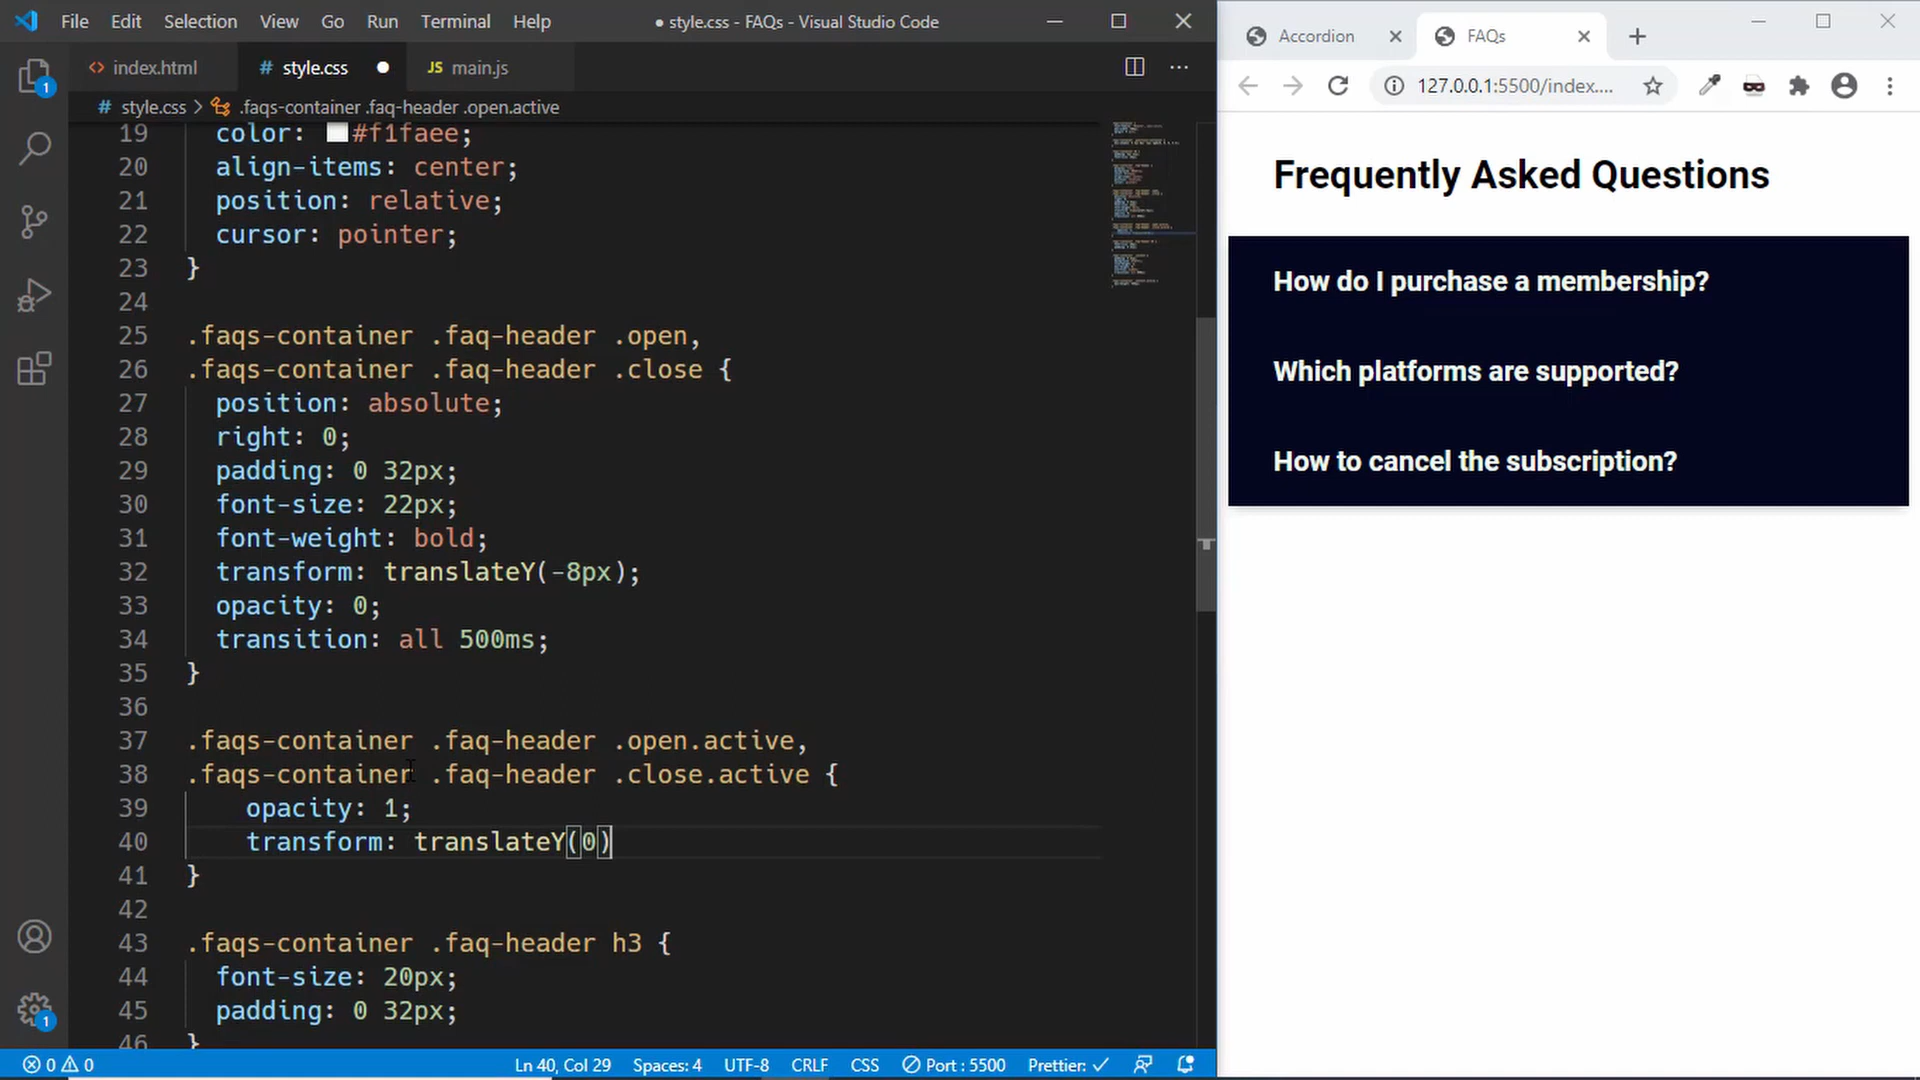 File Edit Selection View Go Run Terminal Help ● style.css - FAQs - Visual Studio Code
<> index.html # style.css ● JS main.js
# style.css > .faqs-container .faq-header .open.active
19 color: #f1faee;
20 align-items: center;
21 position: relative;
22 cursor: pointer;
23 }
24
25 .faqs-container .faq-header .open,
26 .faqs-container .faq-header .close {
27 position: absolute;
28 right: 0;
29 padding: 0 32px;
30 font-size: 22px;
31 font-weight: bold;
32 transform: translateY(-8px);
33 opacity: 0;
34 transition: all 500ms;
35 }
36
37 .faqs-container .faq-header .open.active,
38 .faqs-container .faq-header .close.active {
39 opacity: 1;
40 transform: translateY(0)
41 }
42
43 .faqs-container .faq-header h3 {
44 font-size: 20px;
45 padding: 0 32px;
46 }
1
1
0 0 Ln 40, Col 29 Spaces: 4 UTF-8 CRLF CSS Port : 5500 Prettier: ✓
Accordion FAQs
127.0.0.1:5500/index....
Frequently Asked Questions
How do I purchase a membership?
Which platforms are supported?
How to cancel the subscription?